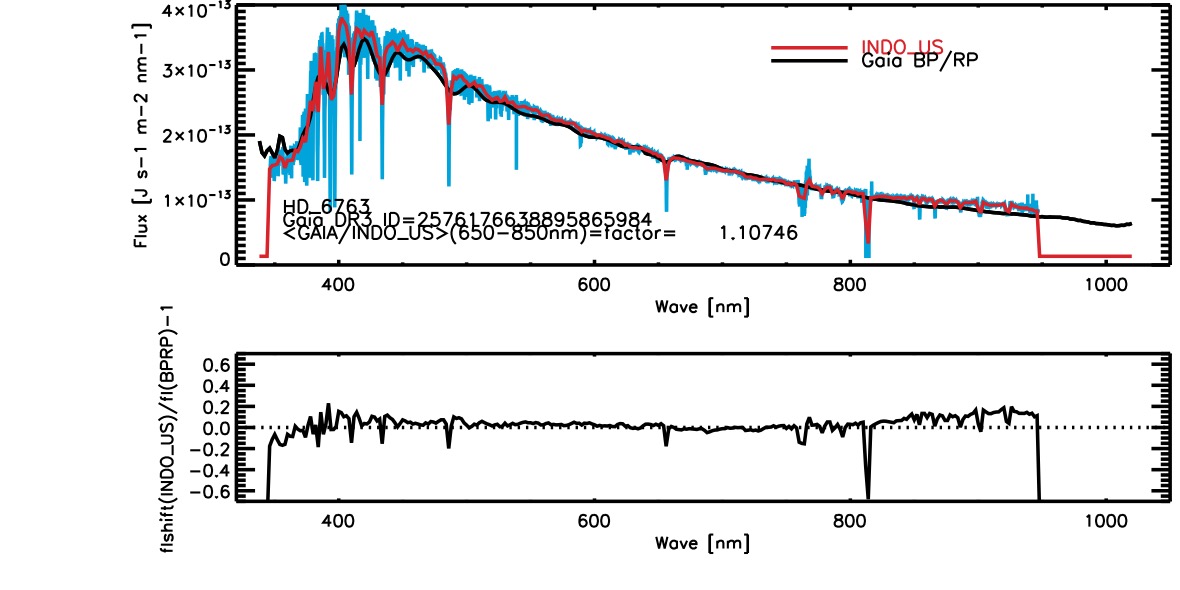 4×10−13
3×10−13
2×10−13
1×10−13
0
Flux [J s−1 m−2 nm−1]
INDO_US
Gaia BP/RP
HD_6763
Gaia DR3 ID=2576176638895865984
<GAIA/INDO_US>(650−850nm)=factor= 1.10746
400 600 800 1000
Wave [nm]
flshift(INDO_US)/fl(BPRP)−1
0.6
0.4
0.2
0.0
−0.2
−0.4
−0.6
400 600 800 1000
Wave [nm]